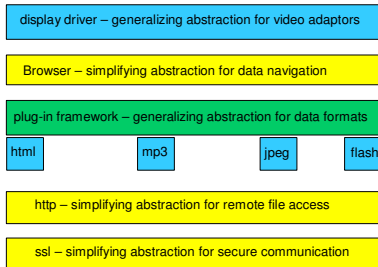 display driver – generalizing abstraction for video adaptors
Browser – simplifying abstraction for data navigation
plug-in framework – generalizing abstraction for data formats
html mp3 jpeg flash
http – simplifying abstraction for remote file access
ssl – simplifying abstraction for secure communication